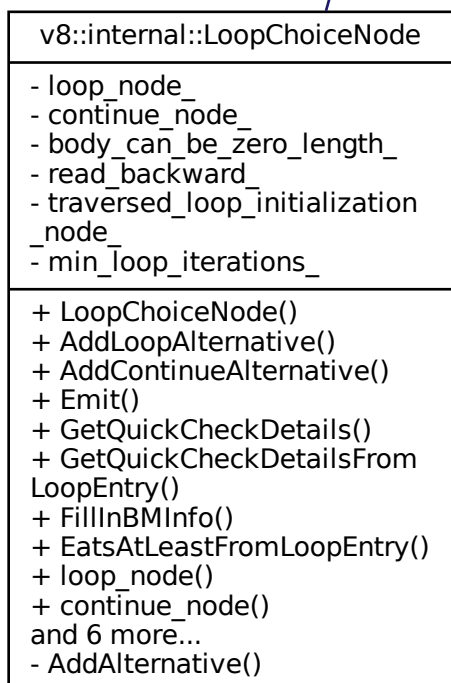 v8::internal::LoopChoiceNode
- loop_node_
- continue_node_
- body_can_be_zero_length_
- read_backward_
- traversed_loop_initialization
_node_
- min_loop_iterations_
+ LoopChoiceNode()
+ AddLoopAlternative()
+ AddContinueAlternative()
+ Emit()
+ GetQuickCheckDetails()
+ GetQuickCheckDetailsFrom
LoopEntry()
+ FillInBMInfo()
+ EatsAtLeastFromLoopEntry()
+ loop_node()
+ continue_node()
and 6 more...
- AddAlternative()